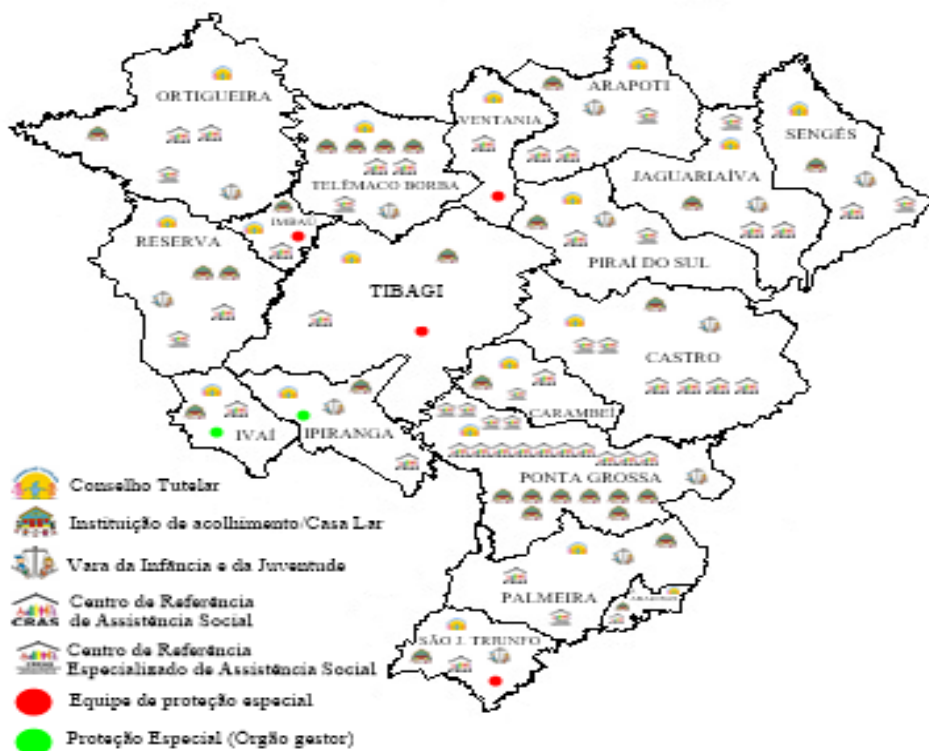 ORTIGUEIRA
ARAPOTI
VENTANIA
SENGÉS
JAGUARIAÍVA
TELÊMACO BORBA
IMBAÚ
RESERVA
PIRAÍ DO SUL
TIBAGI
CASTRO
CARAMBEÍ
IVAÍ
IPIRANGA
PONTA GROSSA
PALMEIRA
SÃO J. TRIUNFO
Conselho Tutelar
Instituição de acolhimento/Casa Lar
Vara da Infância e da Juventude
CRAS
Centro de Referência
de Assistência Social
Centro de Referência
Especializado de Assistência Social
Equipe de proteção especial
Proteção Especial (Orgão gestor)